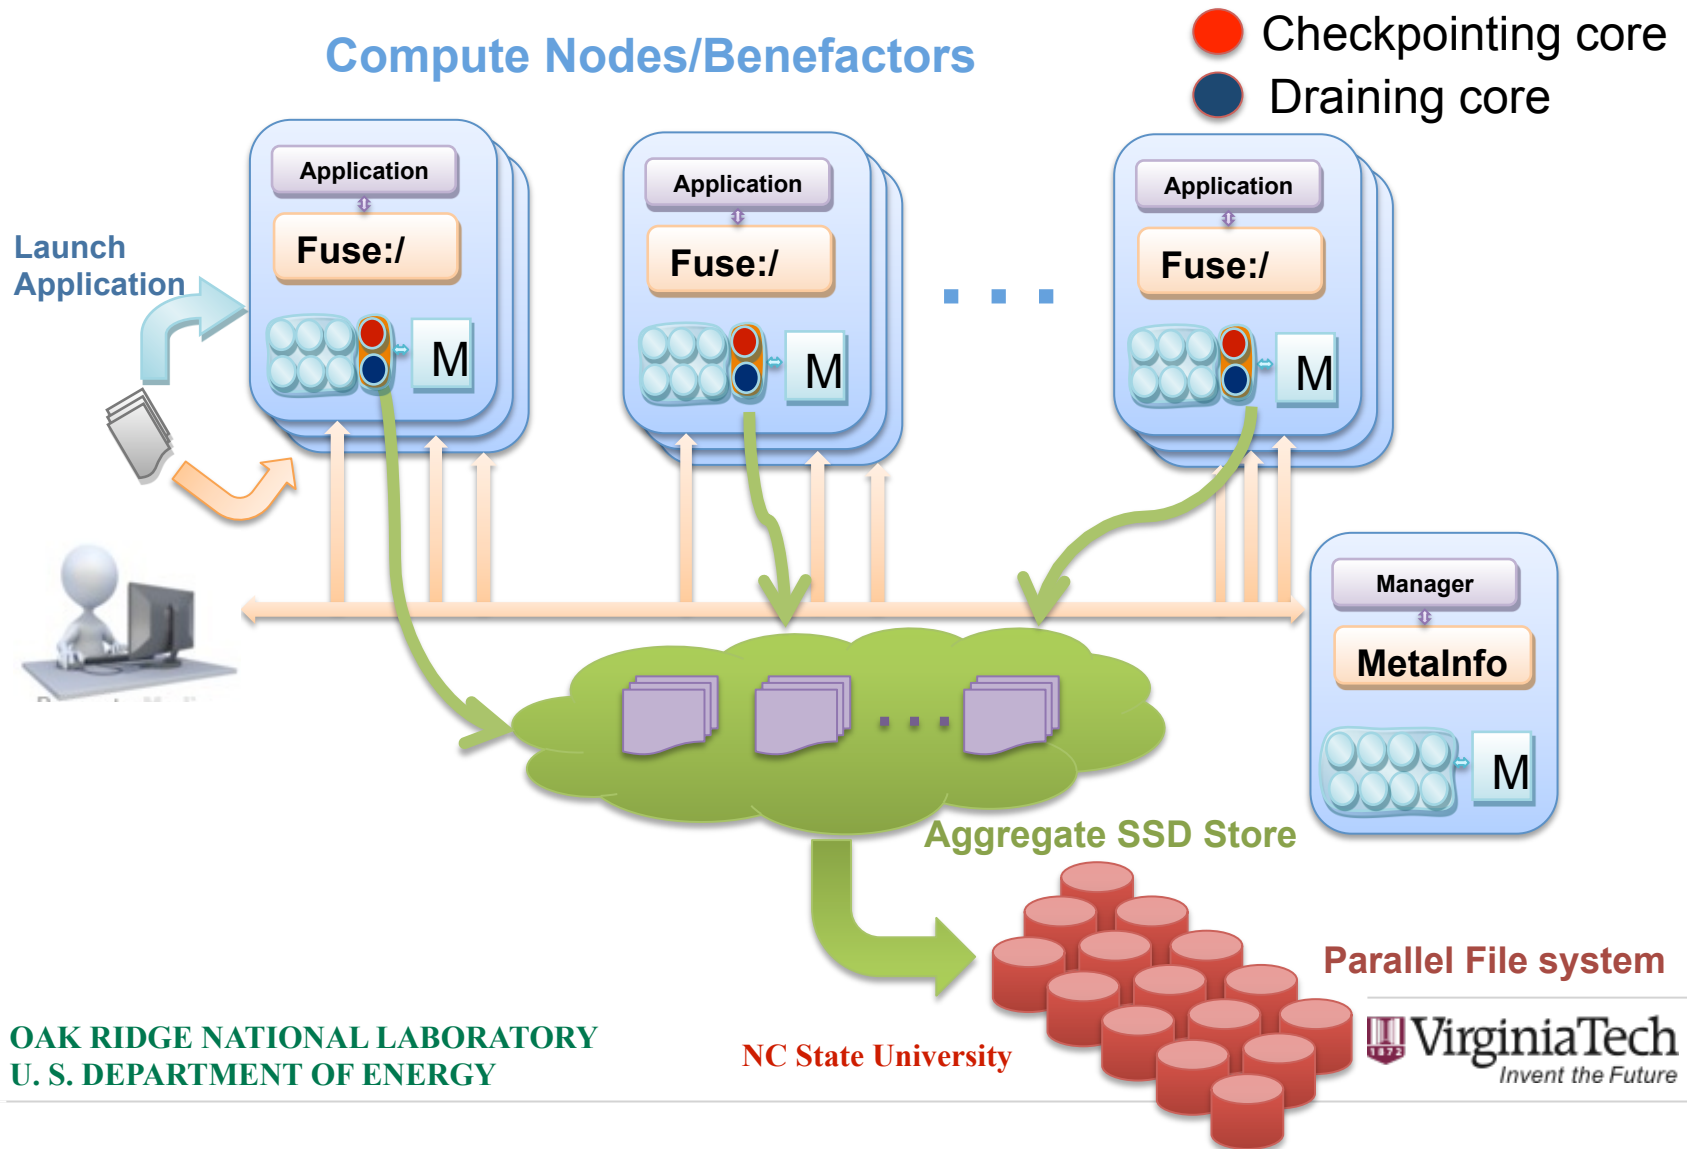 Compute Nodes/Benefactors
Checkpointing core
Draining core
Application
Fuse:/
M
Application
Fuse:/
M
. . .
Application
Fuse:/
M
Launch
Application
Manager
MetaInfo
M
. . .
Aggregate SSD Store
Parallel File system
OAK RIDGE NATIONAL LABORATORY
U. S. DEPARTMENT OF ENERGY
NC State University
1872
VirginiaTech
Invent the Future